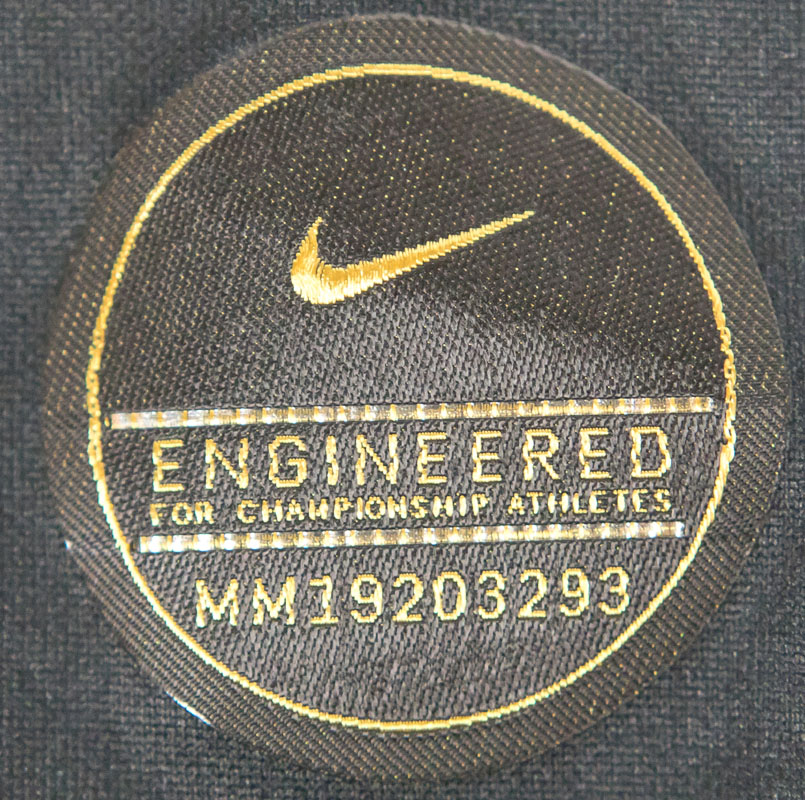 ENGINEERED
FOR CHAMPIONSHIP ATHLETES
MM19203293